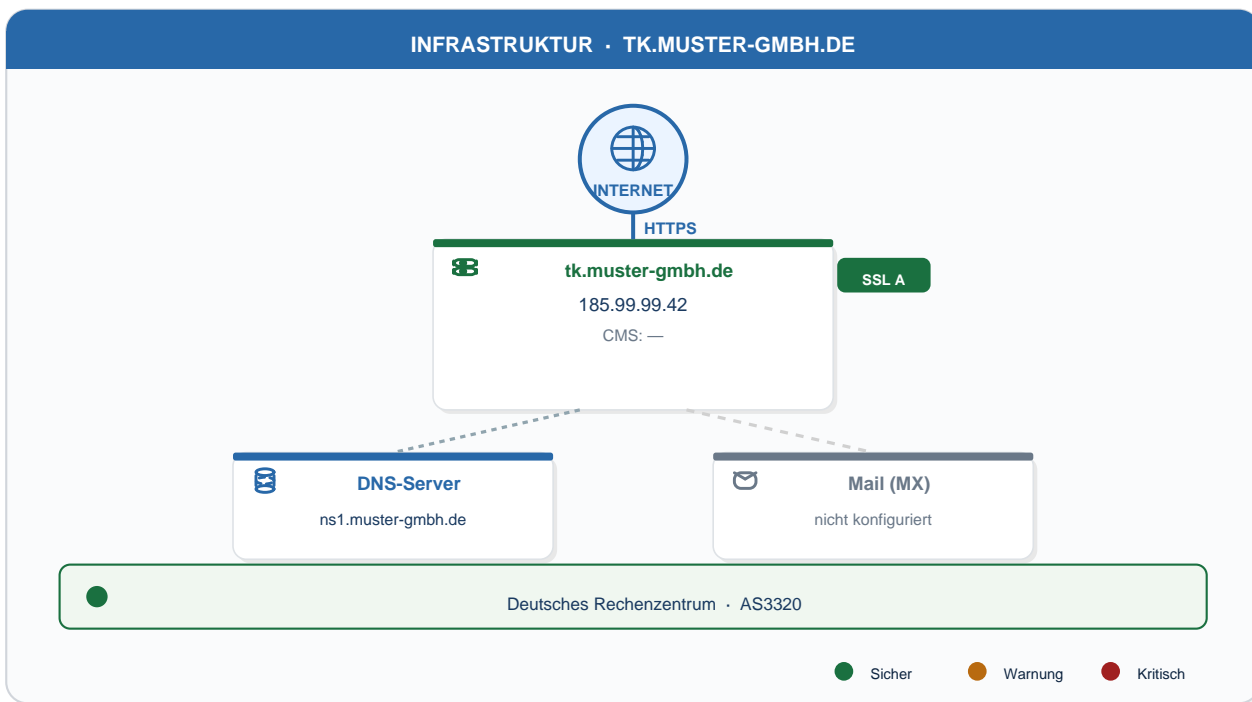 INFRASTRUKTUR · TK.MUSTER-GMBH.DE
INTERNET
HTTPS
tk.muster-gmbh.de
SSL A
185.99.99.42
CMS: —
DNS-Server
ns1.muster-gmbh.de
Mail (MX)
nicht konfiguriert
Deutsches Rechenzentrum · AS3320
Sicher
Warnung
Kritisch